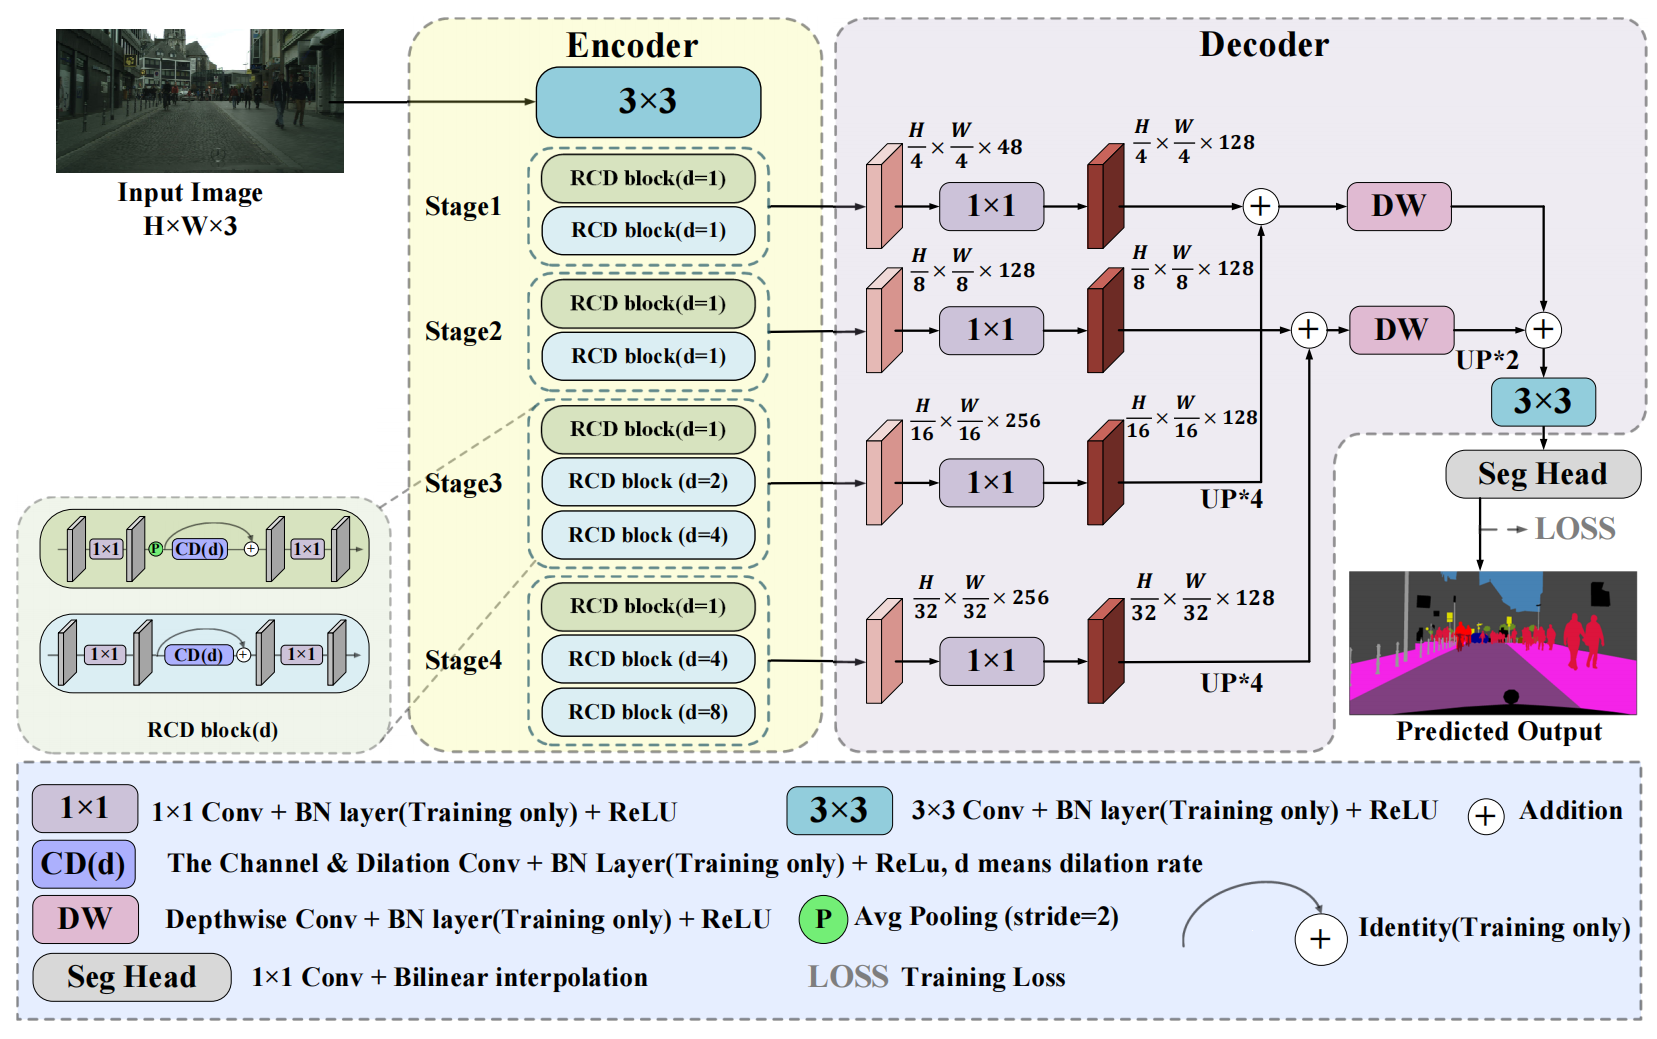 Encoder
Decoder
3×3
Input Image
H×W×3
Stage1
RCD block(d=1)
RCD block(d=1)
Stage2
RCD block(d=1)
RCD block(d=1)
Stage3
RCD block(d=1)
RCD block (d=2)
RCD block (d=4)
Stage4
RCD block(d=1)
RCD block (d=4)
RCD block (d=8)
1×1
P
CD(d)
+
1×1
1×1
CD(d)
+
1×1
RCD block(d)
H/4 × W/4 × 48
1×1
H/4 × W/4 × 128
+
DW
H/8 × W/8 × 128
1×1
H/8 × W/8 × 128
+
DW
+
UP*2
3×3
H/16 × W/16 × 256
1×1
H/16 × W/16 × 128
UP*4
H/32 × W/32 × 256
1×1
H/32 × W/32 × 128
UP*4
Seg Head
LOSS
Predicted Output
1×1 1×1 Conv + BN layer(Training only) + ReLU
3×3 3×3 Conv + BN layer(Training only) + ReLU
+ Addition
CD(d) The Channel & Dilation Conv + BN Layer(Training only) + ReLu, d means dilation rate
DW Depthwise Conv + BN layer(Training only) + ReLU
P Avg Pooling (stride=2)
+ Identity(Training only)
Seg Head 1×1 Conv + Bilinear interpolation
LOSS Training Loss